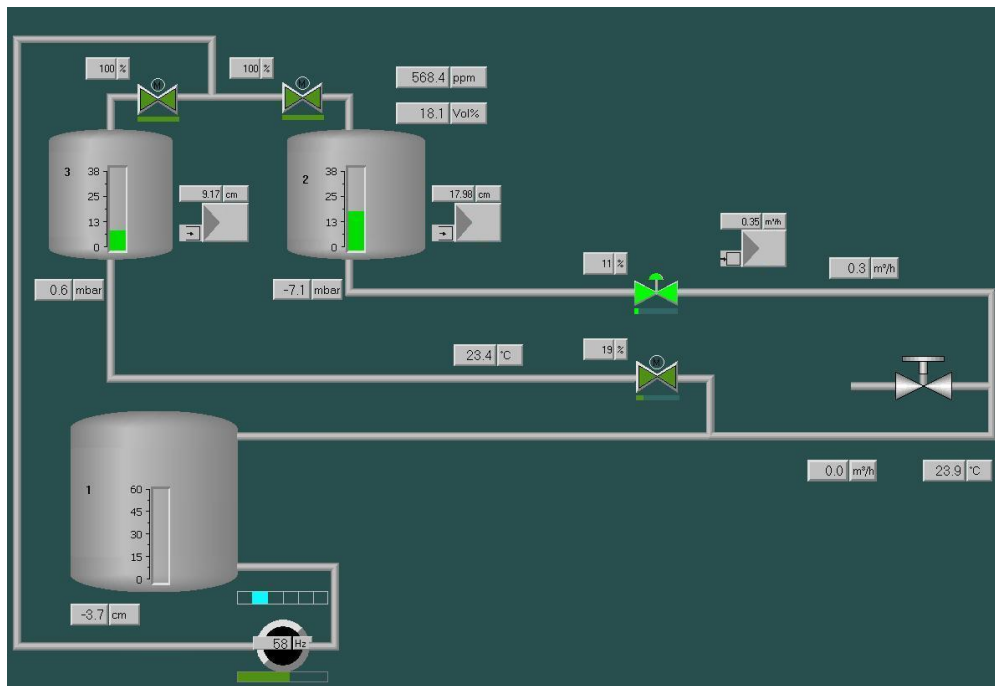 100 %
100 %
M
M
568.4 ppm
18.1 Vol%
3
38
25
13
0
9.17 cm
2
38
25
13
0
17.98 cm
0.35 m³/h
11 %
0.3 m³/h
0.6 mbar
-7.1 mbar
23.4 °C
19 %
M
1
60
45
30
15
0
0.0 m³/h
23.9 °C
-3.7 cm
58 Hz